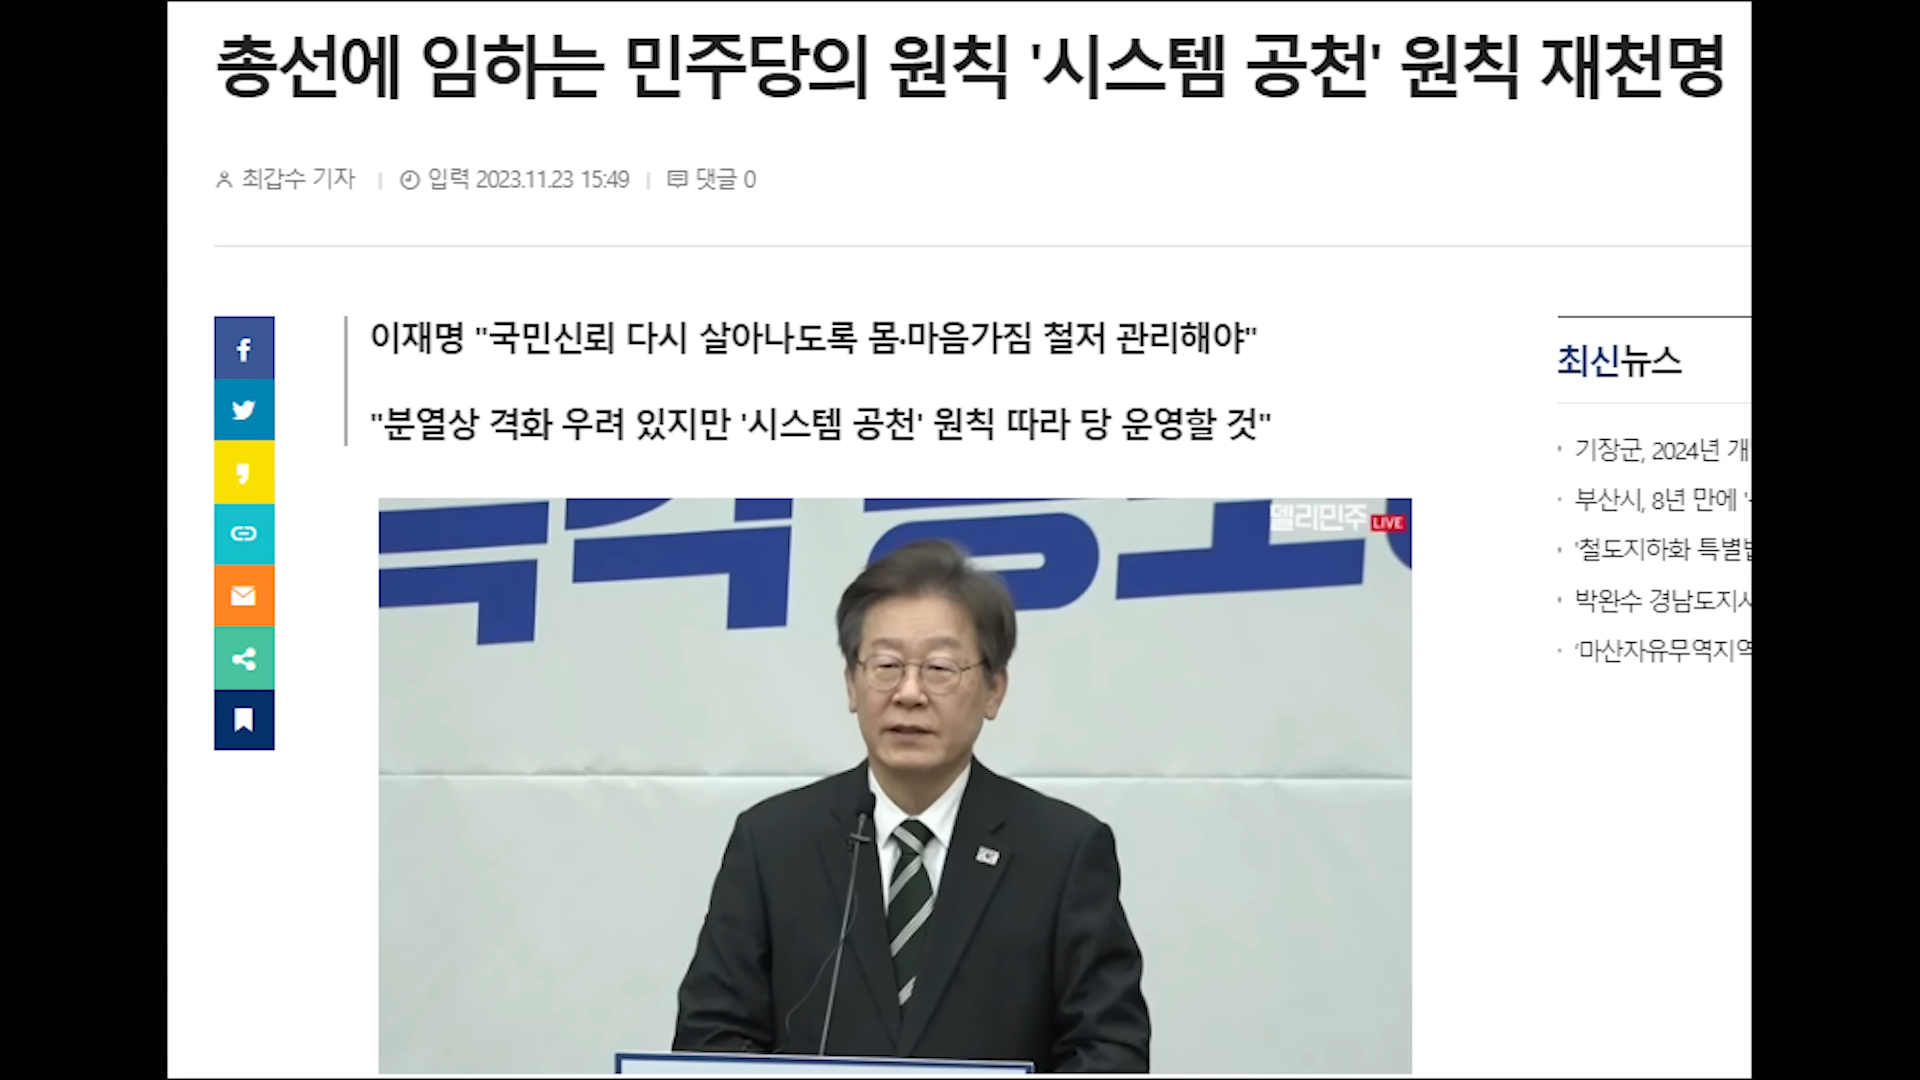 총선에 임하는 민주당의 원칙 '시스템 공천' 원칙 재천명
최갑수 기자 | 입력 2023.11.23 15:49 | 댓글 0
이재명 "국민신뢰 다시 살아나도록 몸·마음가짐 철저 관리해야"
"분열상 격화 우려 있지만 '시스템 공천' 원칙 따라 당 운영할 것"
델리민주 LIVE
최신뉴스
· 기장군, 2024년 개
· 부산시, 8년 만에 '
· '철도지하화 특별
· 박완수 경남도지
· '마산자유무역지역